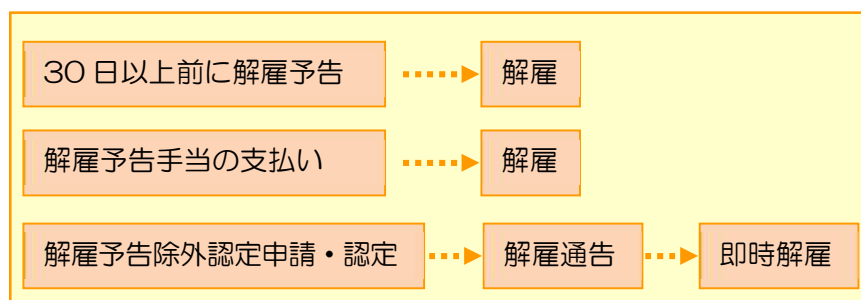 30日以上前に解雇予告 解雇
解雇予告手当の支払い 解雇
解雇予告除外認定申請・認定 解雇通告 即時解雇